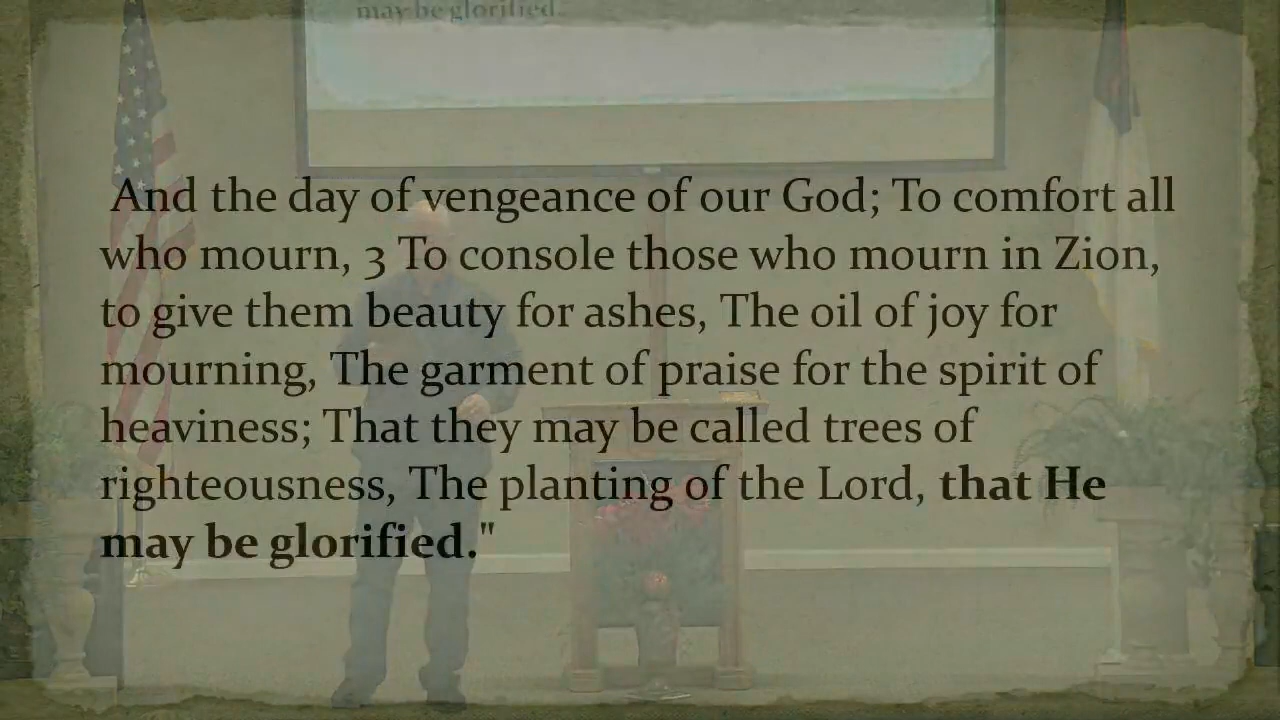 may be glorified.
And the day of vengeance of our God; To comfort all
who mourn, 3 To console those who mourn in Zion,
to give them beauty for ashes, The oil of joy for
mourning, The garment of praise for the spirit of
heaviness; That they may be called trees of
righteousness, The planting of the Lord, that He
may be glorified."